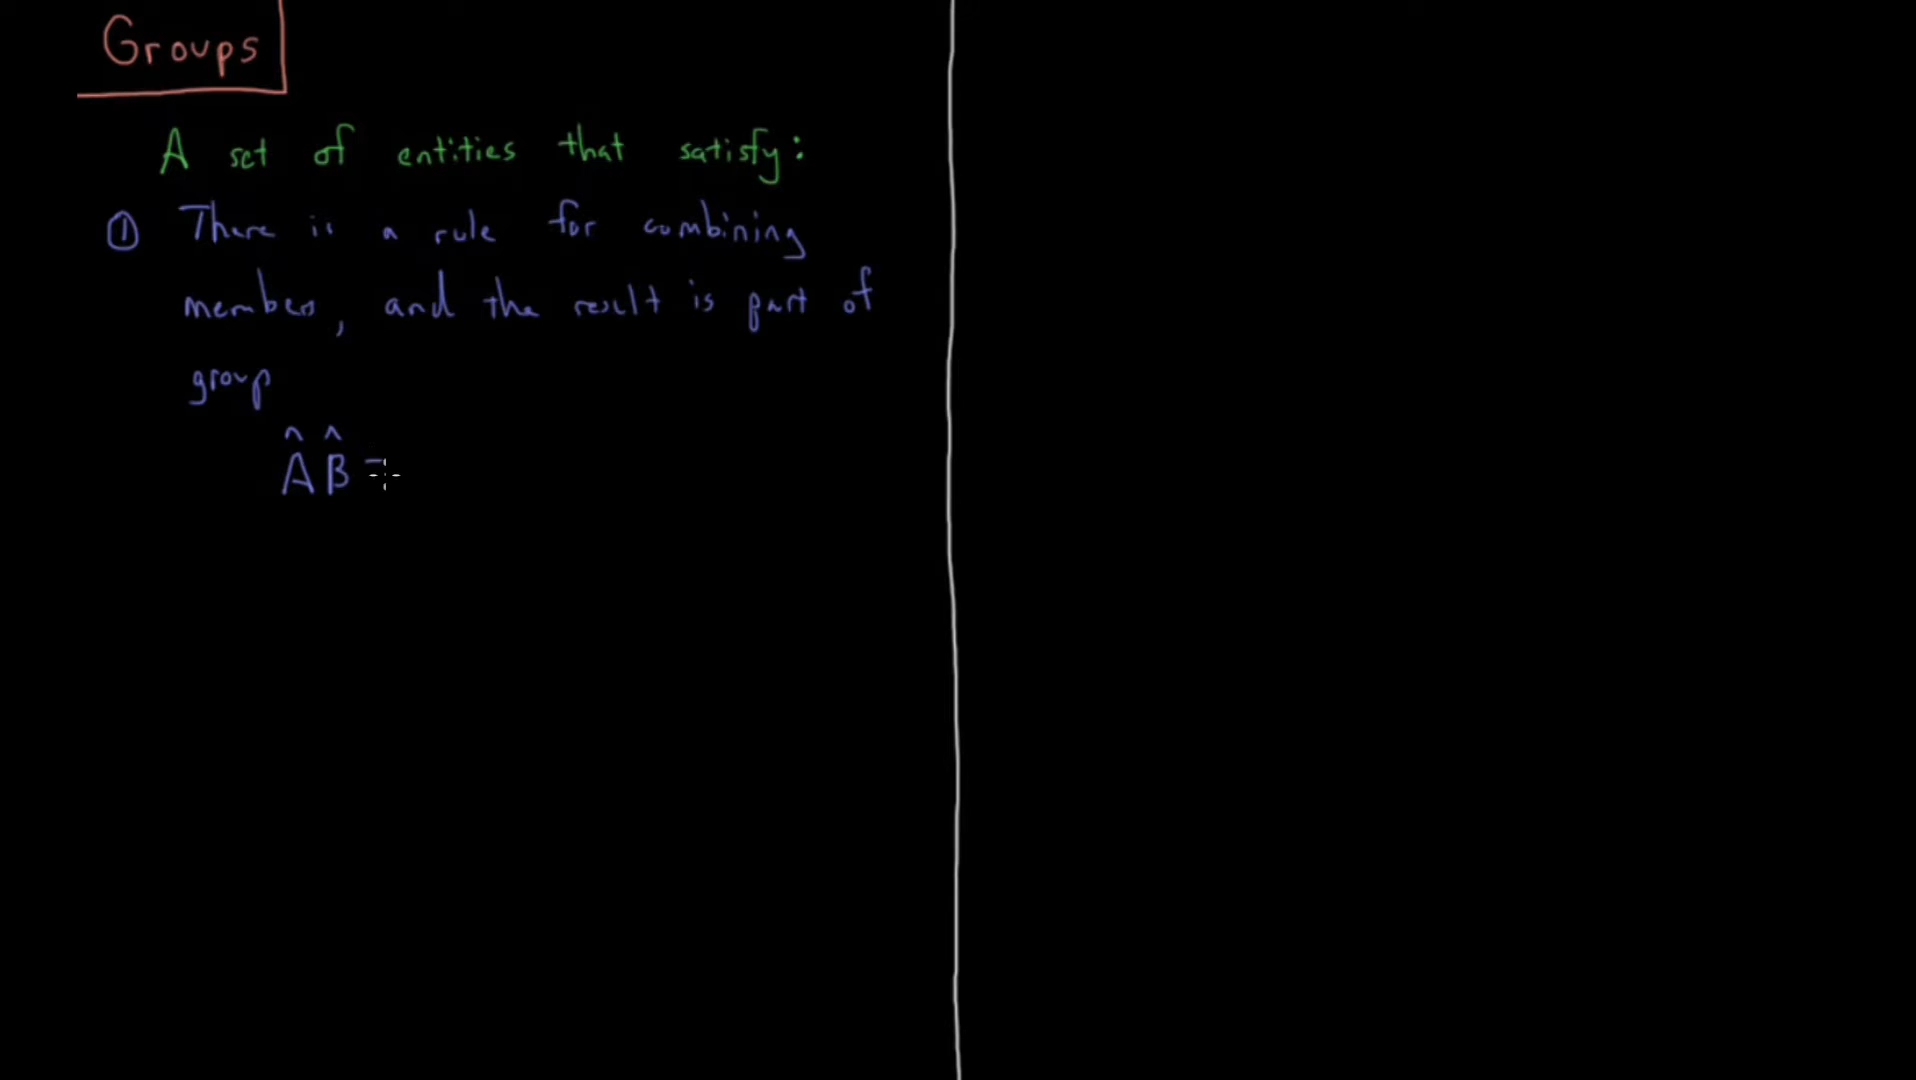 Groups
A set of entities that satisfy:
① There is a rule for combining
members, and the result is part of
group
Â B̂ =